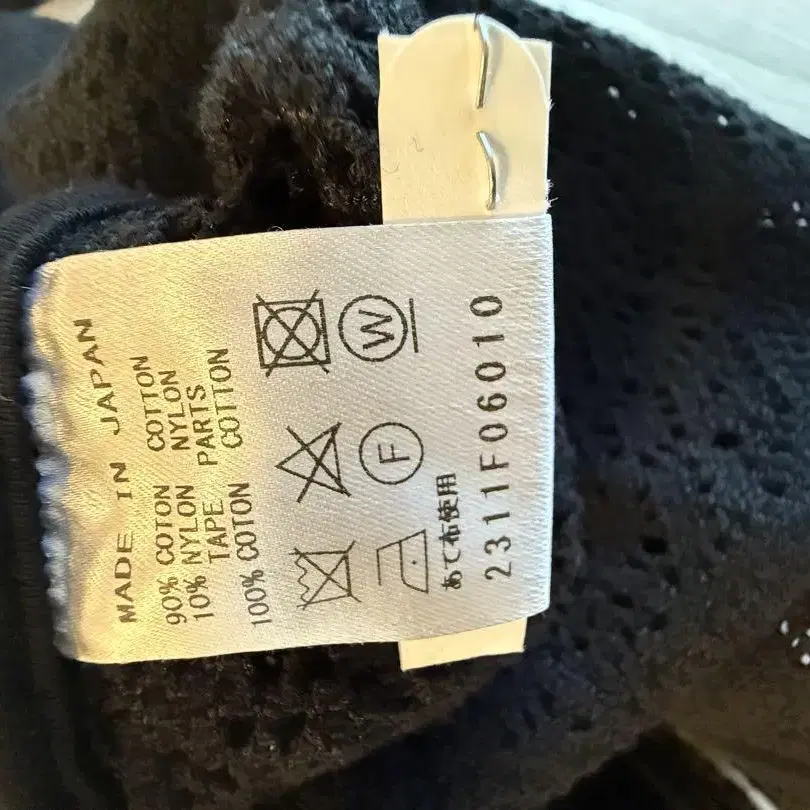 MADE IN JAPAN
90% COTON COTTON
10% NYLON NYLON
TAPE PARTS
100% COTON COTTON
F W
あて布使用
2311F06010